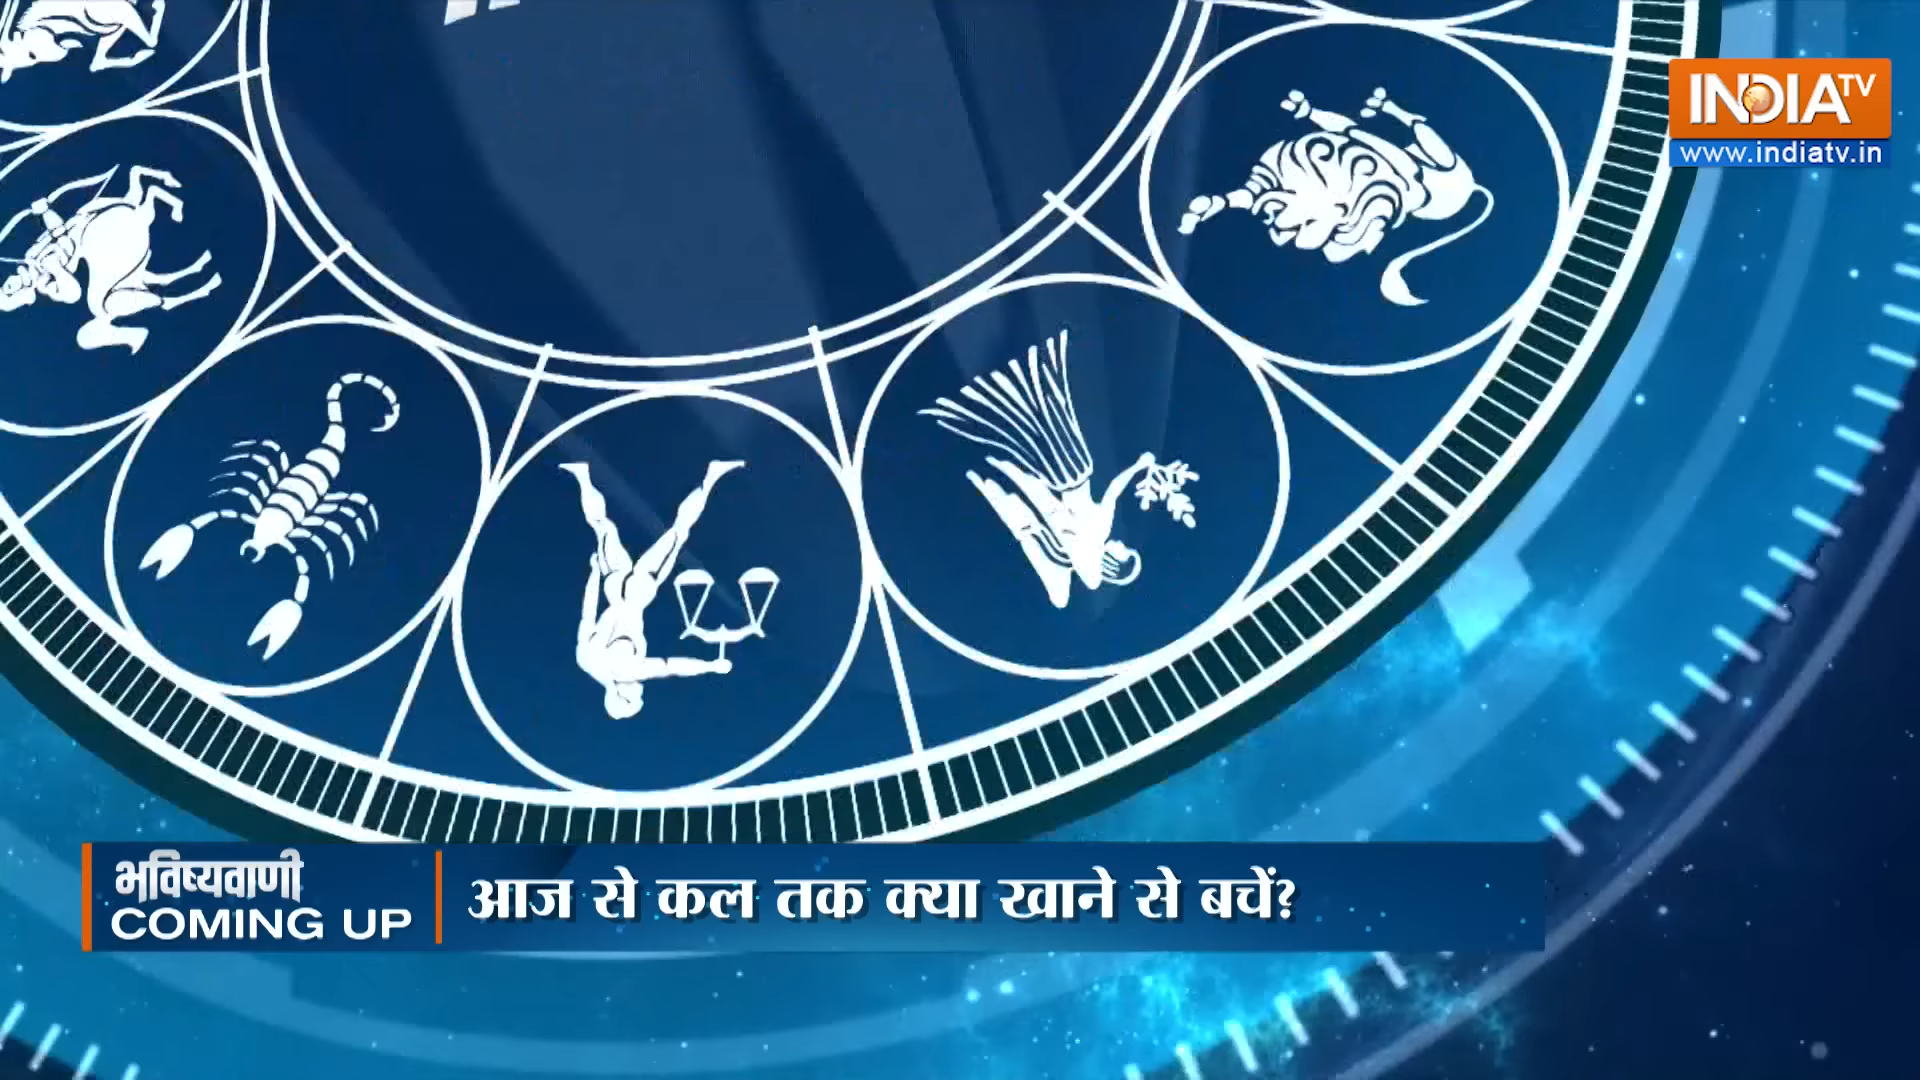 INDIA TV
www.indiatv.in
भविष्यवाणी
COMING UP
आज से कल तक क्या खाने से बचें?